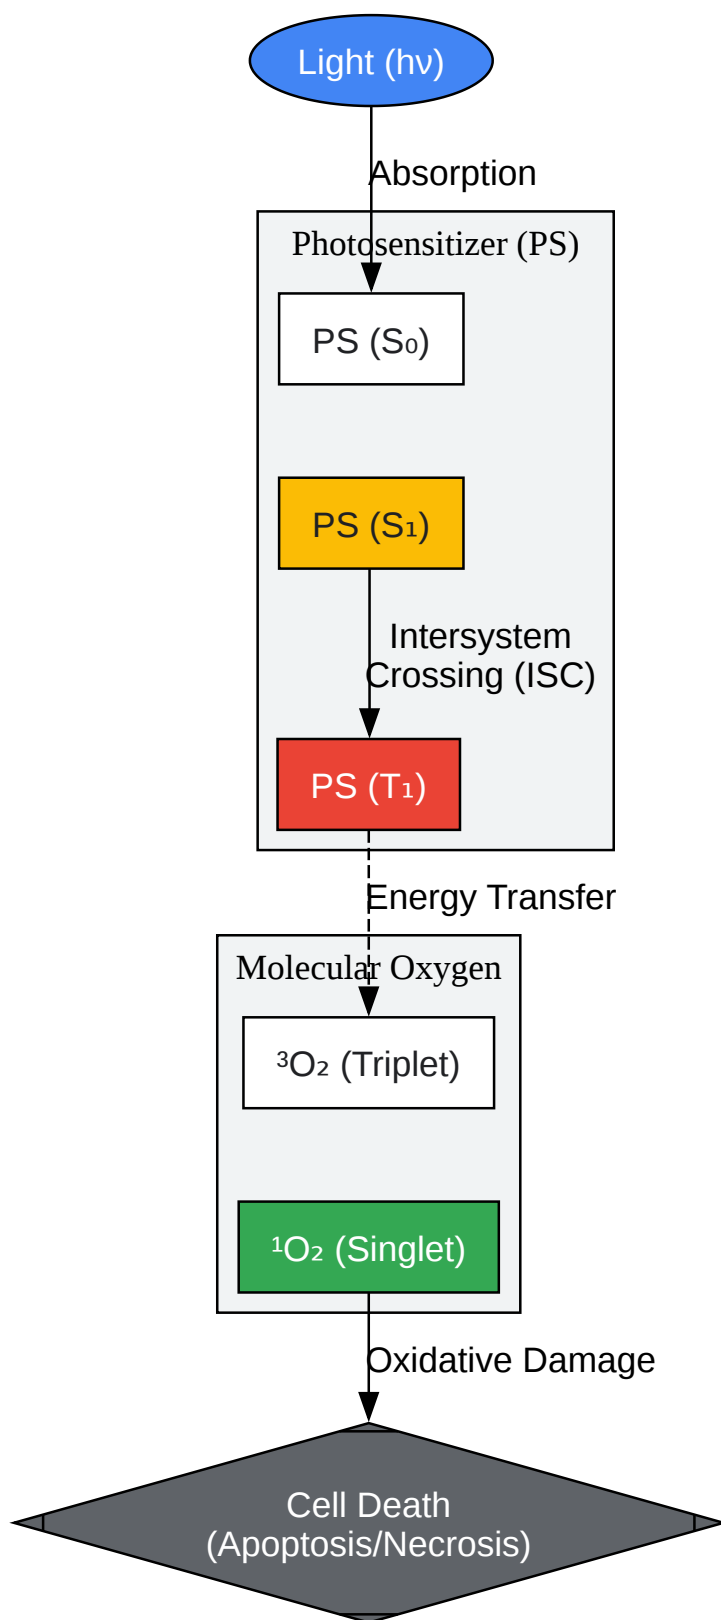 Light (hν)
Absorption
Photosensitizer (PS)
PS (S₀)
PS (S₁)
Intersystem
Crossing (ISC)
PS (T₁)
Energy Transfer
Molecular Oxygen
³O₂ (Triplet)
¹O₂ (Singlet)
Oxidative Damage
Cell Death
(Apoptosis/Necrosis)